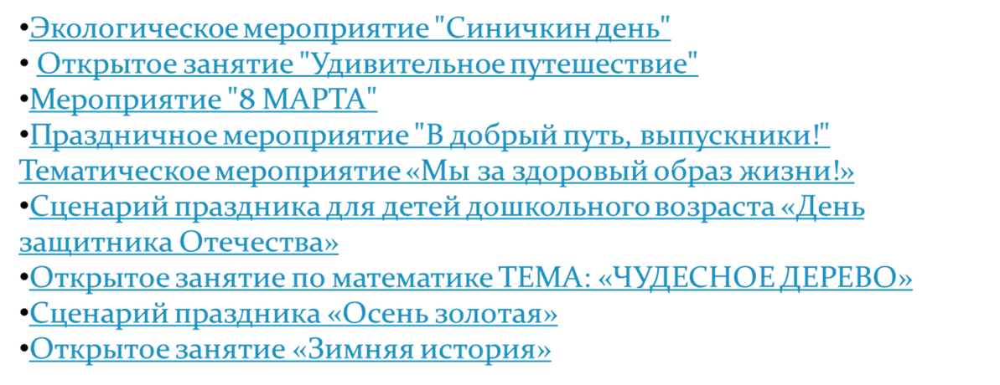 •Экологическое мероприятие "Синичкин день"
• Открытое занятие "Удивительное путешествие"
•Мероприятие "8 МАРТА"
•Праздничное мероприятие "В добрый путь, выпускники!"
Тематическое мероприятие «Мы за здоровый образ жизни!»
•Сценарий праздника для детей дошкольного возраста «День
защитника Отечества»
•Открытое занятие по математике ТЕМА: «ЧУДЕСНОЕ ДЕРЕВО»
•Сценарий праздника «Осень золотая»
•Открытое занятие «Зимняя история»